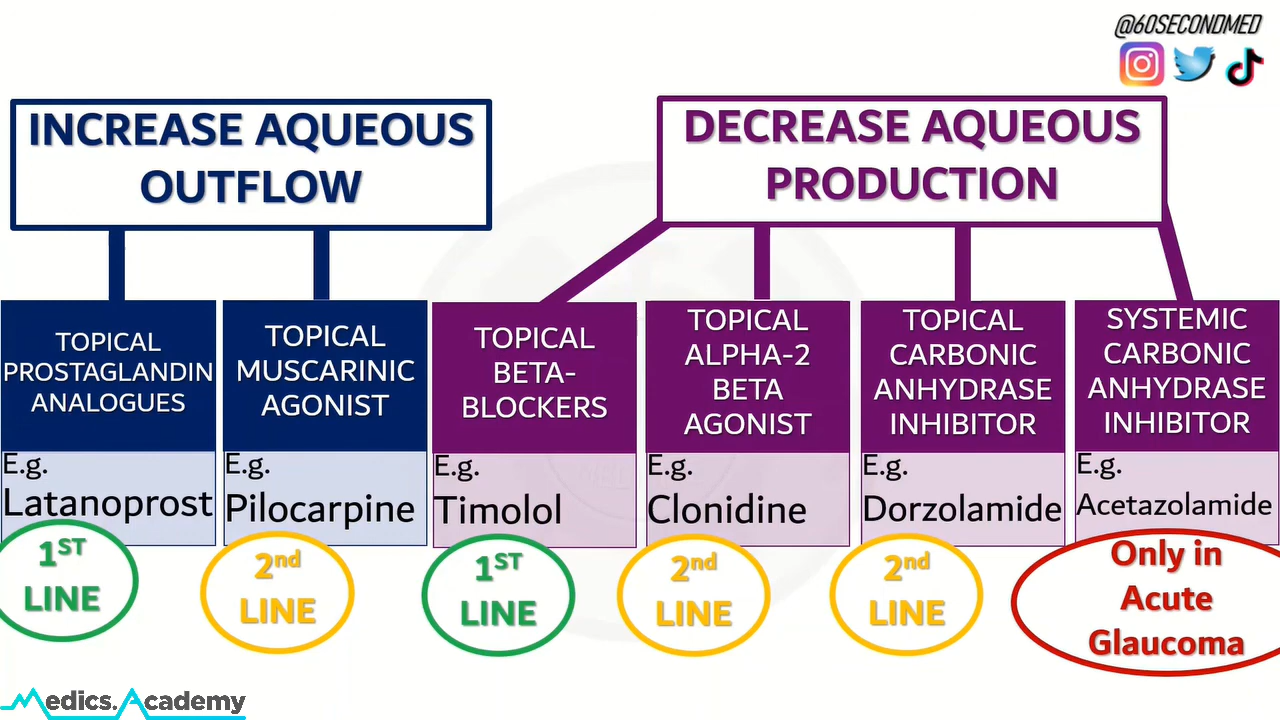 @60SECONDMED
INCREASE AQUEOUS
OUTFLOW
DECREASE AQUEOUS
PRODUCTION
TOPICAL
PROSTAGLANDIN
ANALOGUES
E.g.
Latanoprost
1ST
LINE
TOPICAL
MUSCARINIC
AGONIST
E.g.
Pilocarpine
2nd
LINE
TOPICAL
BETA-
BLOCKERS
E.g.
Timolol
1ST
LINE
TOPICAL
ALPHA-2
BETA
AGONIST
E.g.
Clonidine
2nd
LINE
TOPICAL
CARBONIC
ANHYDRASE
INHIBITOR
E.g.
Dorzolamide
2nd
LINE
SYSTEMIC
CARBONIC
ANHYDRASE
INHIBITOR
E.g.
Acetazolamide
Only in
Acute
Glaucoma
Medics.Academy